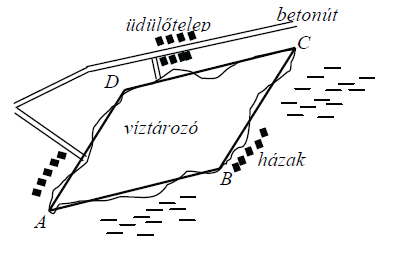 betonút
üdülőtelep
C
D
víztározó
házak
B
A